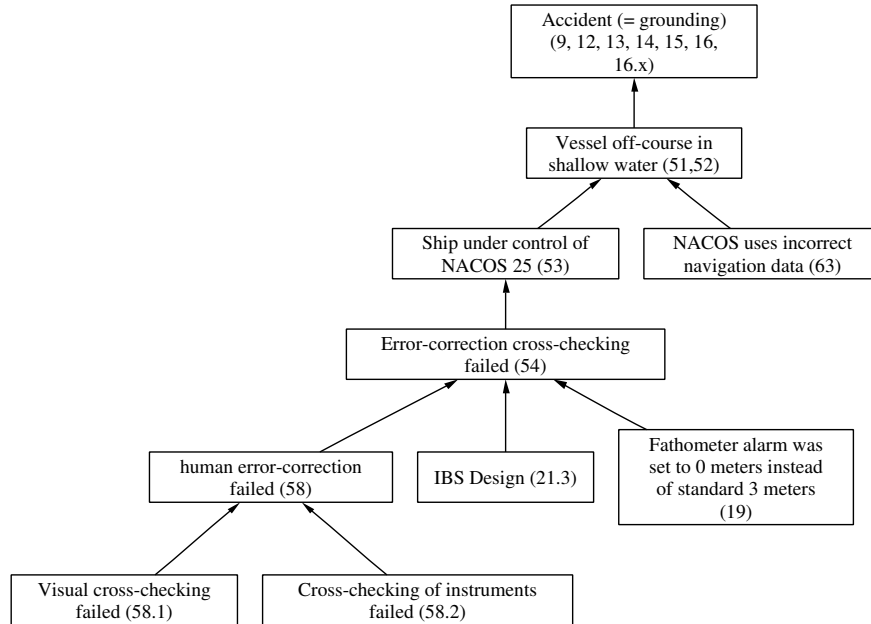 Accident (= grounding)
(9, 12, 13, 14, 15, 16,
16.x)
Vessel off-course in
shallow water (51,52)
Ship under control of
NACOS 25 (53)
NACOS uses incorrect
navigation data (63)
Error-correction cross-checking
failed (54)
human error-correction
failed (58)
IBS Design (21.3)
Fathometer alarm was
set to 0 meters instead
of standard 3 meters
(19)
Visual cross-checking
failed (58.1)
Cross-checking of instruments
failed (58.2)